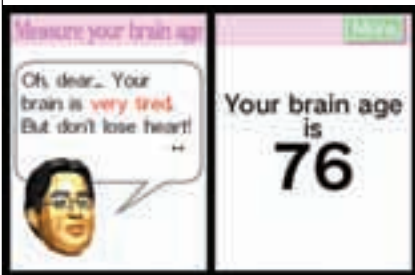 Measure your brain age
Oh, dear... Your
brain is very tired.
But don't lose heart!
Your brain age
is
76